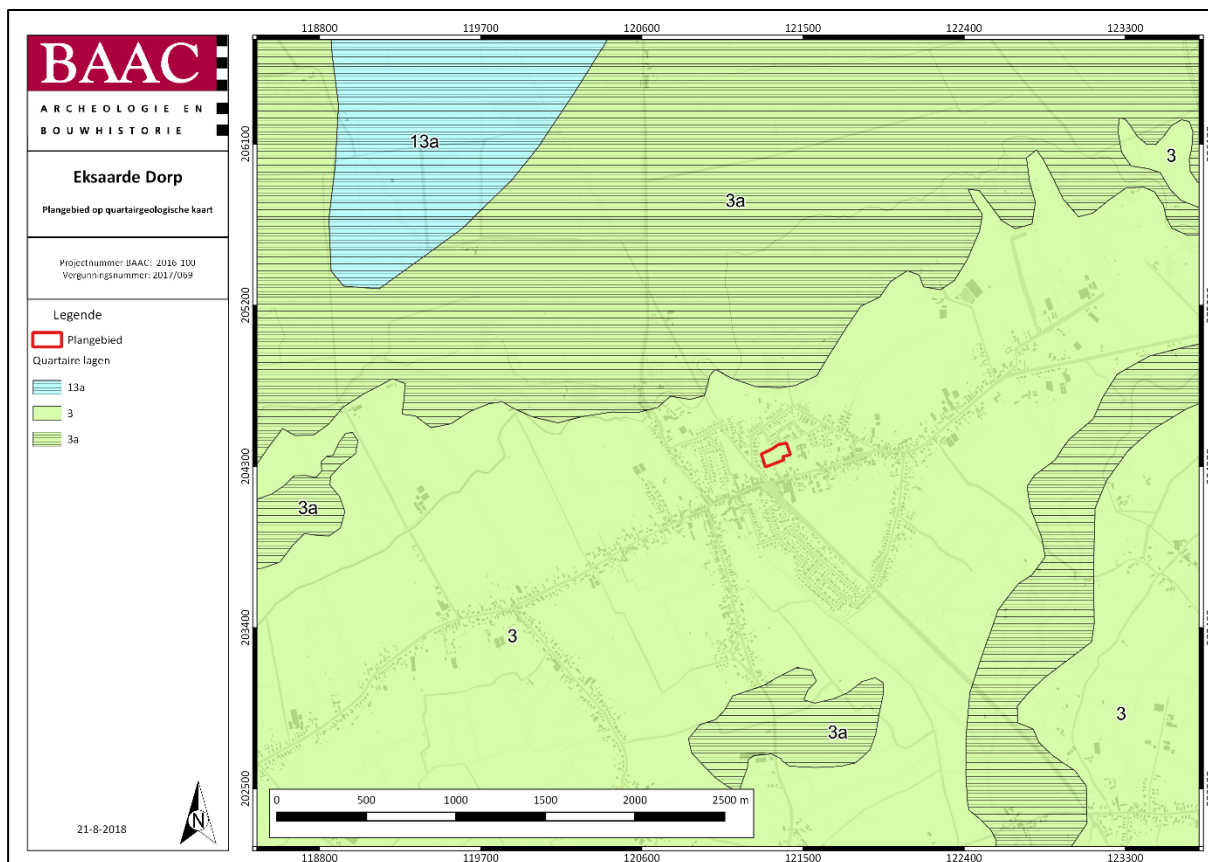 BAAC
ARCHEOLOGIE EN
BOUWHISTORIE
Eksaarde Dorp
Plangebied op quartairgeologische kaart
Projectnummer BAAC: 2016-100
Vergunningsnummer: 2017/069
Legende
Plangebied
Quartaire lagen
13a
3
3a
21-8-2018
N
118800 119700 120600 121500 122400 123300
206100
205200
204300
203400
202500
13a
3a
3
3a
3
3a
3
0 500 1000 1500 2000 2500 m
118800 119700 120600 121500 122400 123300